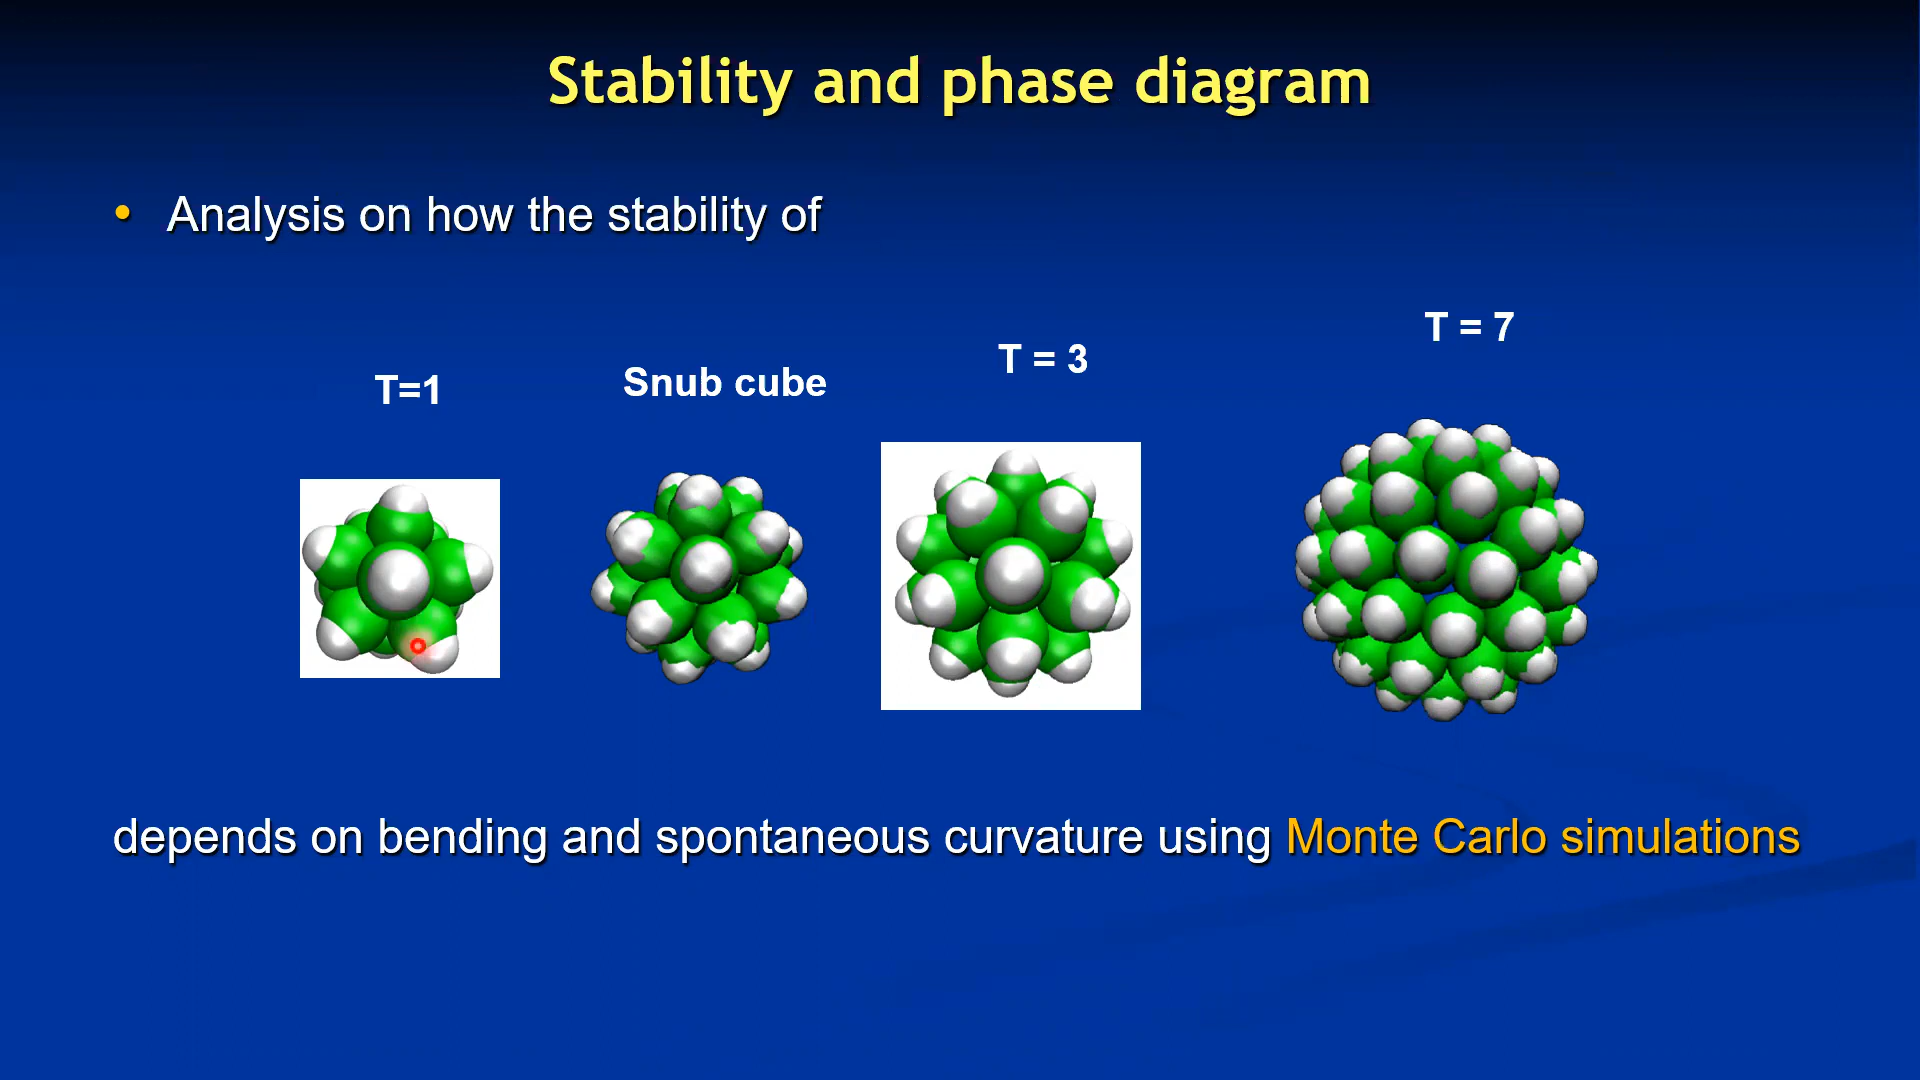 Stability and phase diagram
• Analysis on how the stability of
T=1
Snub cube
T = 3
T = 7
depends on bending and spontaneous curvature using Monte Carlo simulations